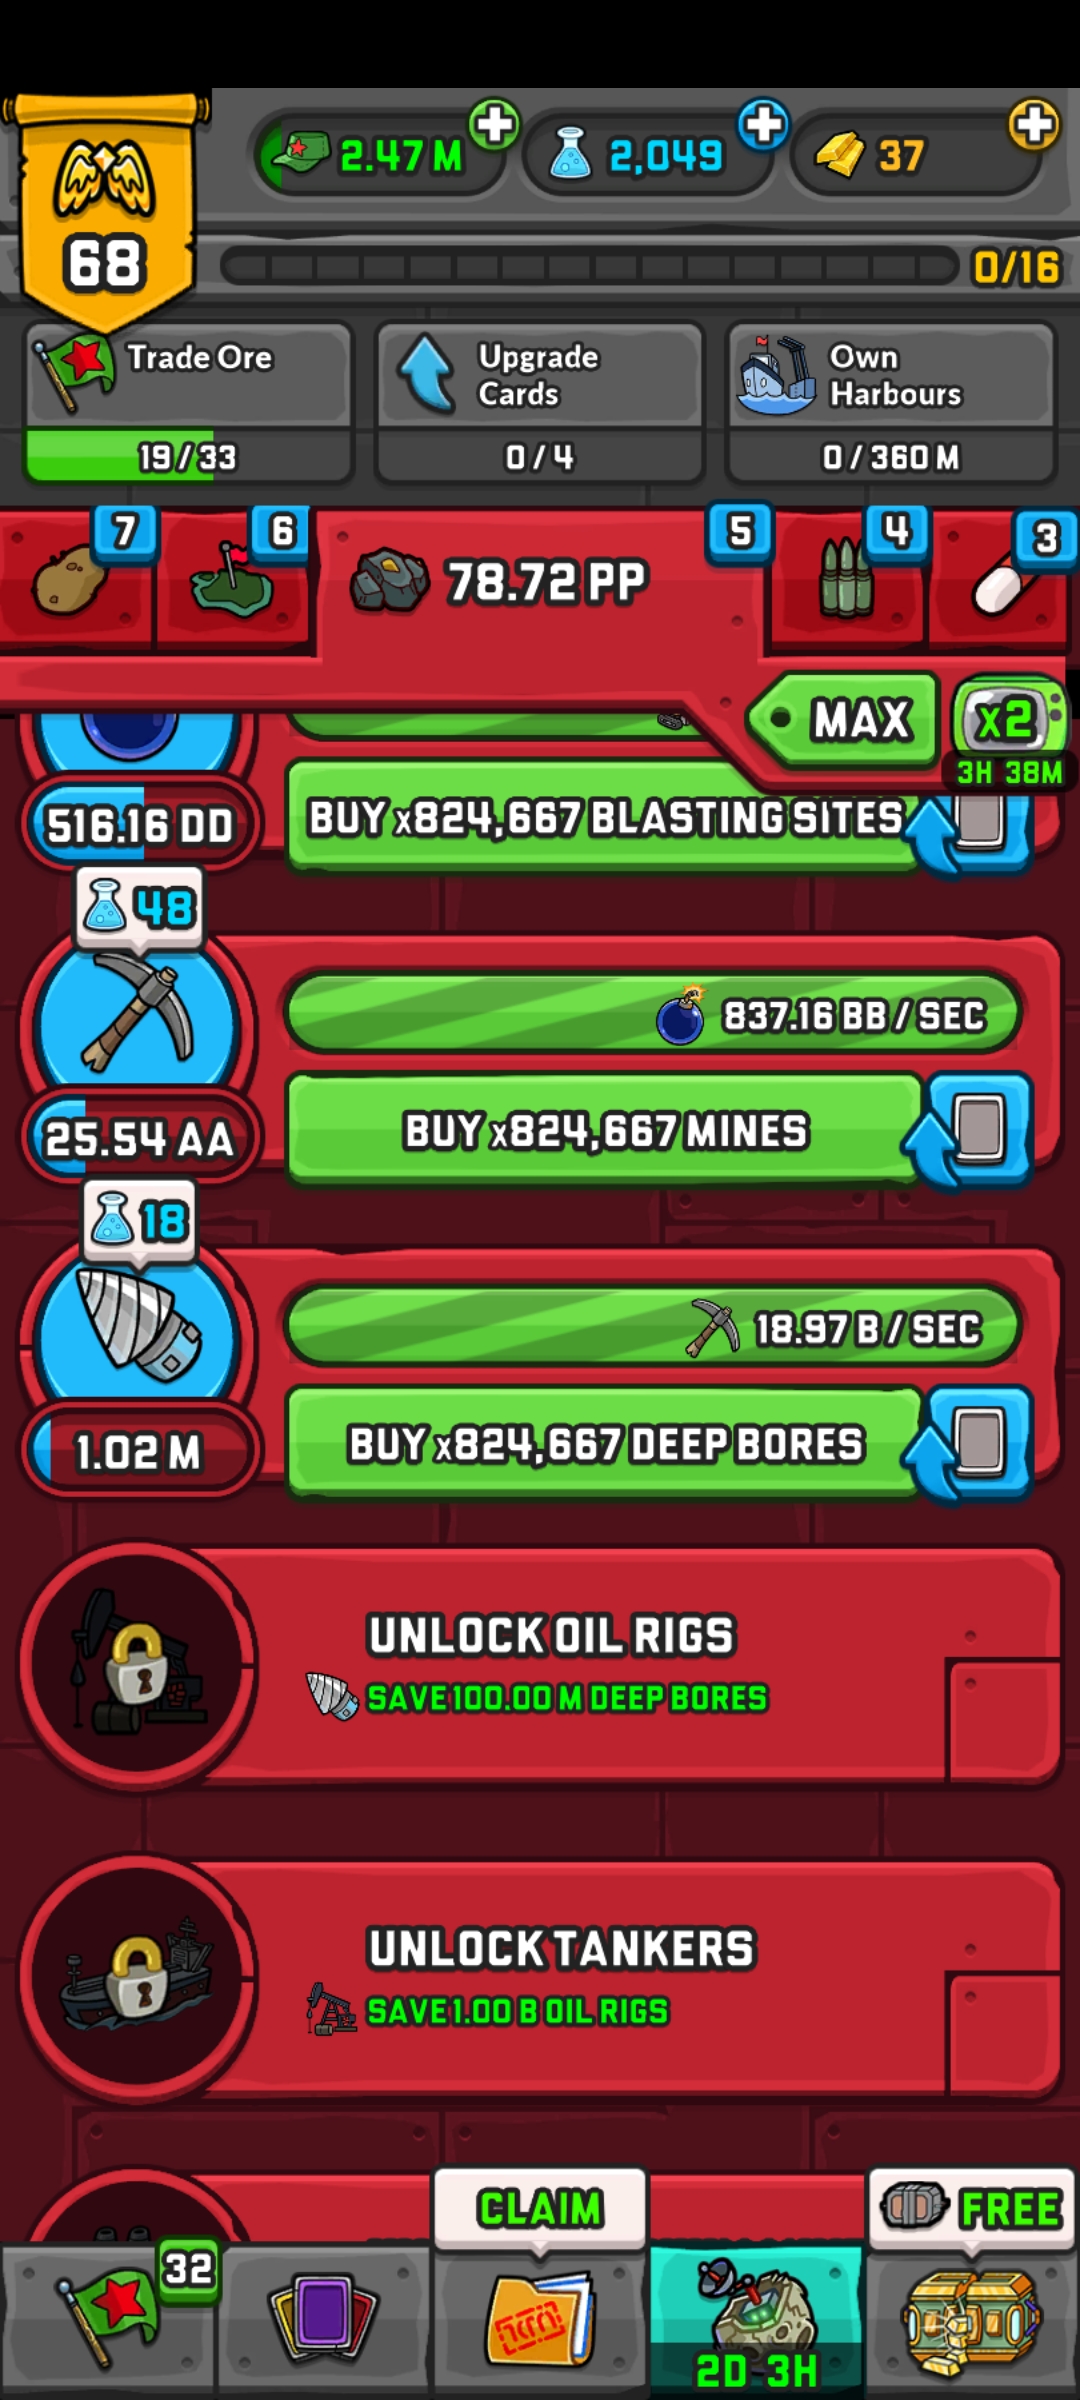 2.47 M
2,049
37
68
0/16
Trade Ore
19/33
Upgrade
Cards
0/4
Own
Harbours
0/360 M
7
6
78.72 PP
5
4
3
MAX
x2
3H 38M
516.16 DD
BUY x824,667 BLASTING SITES
48
837.16 BB / SEC
25.54 AA
BUY x824,667 MINES
18
18.97 B / SEC
1.02 M
BUY x824,667 DEEP BORES
UNLOCK OIL RIGS
SAVE 100.00 M DEEP BORES
UNLOCK TANKERS
SAVE 1.00 B OIL RIGS
32
CLAIM
2D 3H
FREE